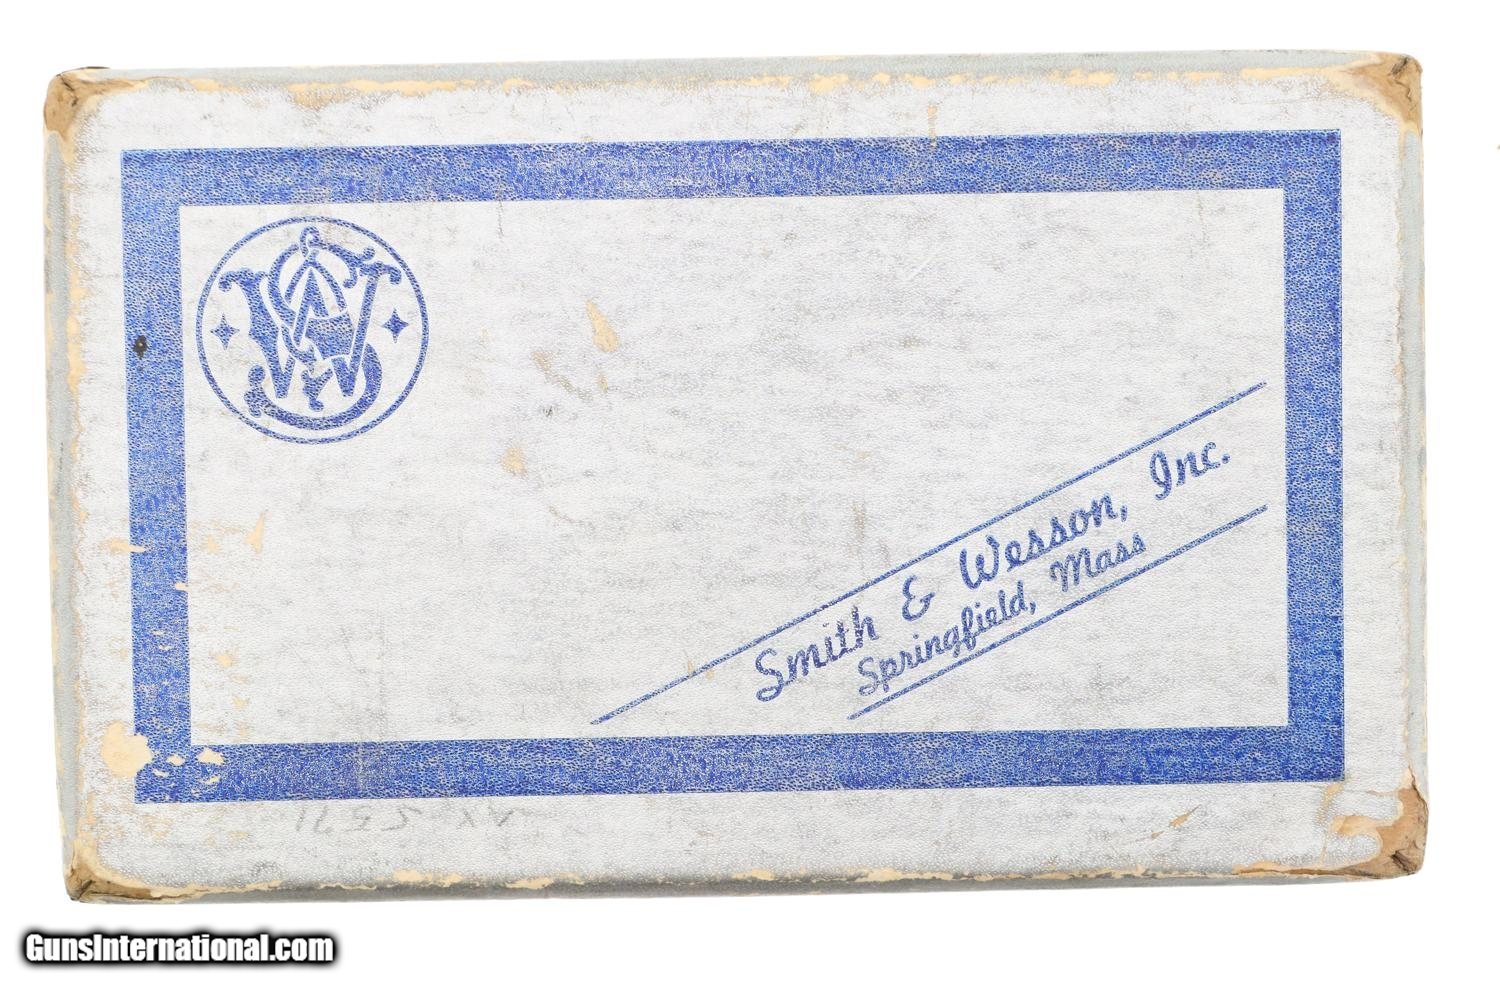 Smith & Wesson, Inc.
Springfield, Mass
GunsInternational.com